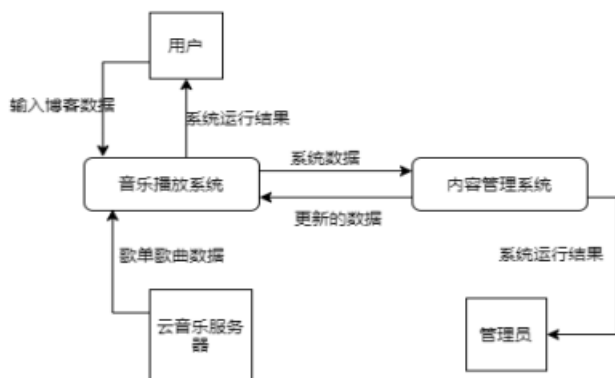 用户
输入博客数据
系统运行结果
系统数据
音乐播放系统
内容管理系统
更新的数据
歌单歌曲数据
系统运行结果
云音乐服务
器
管理员